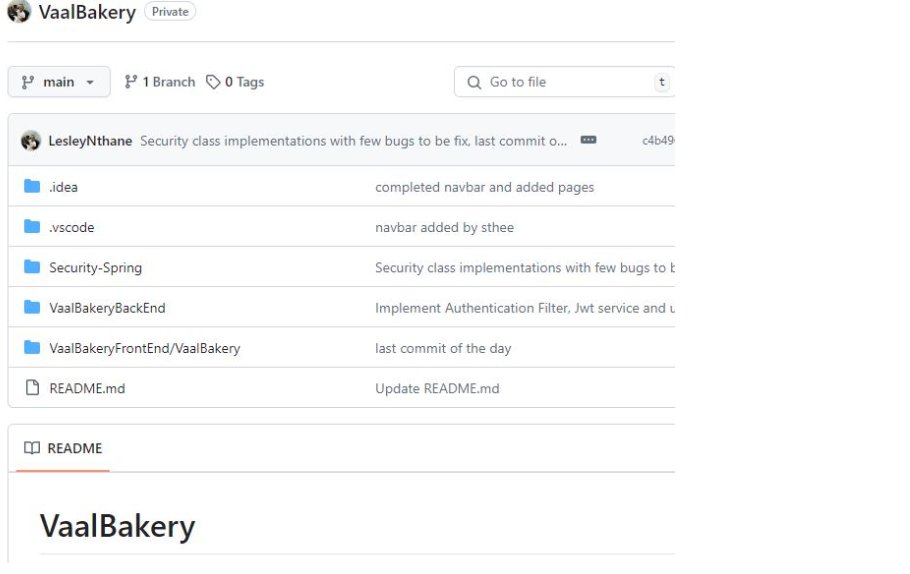 VaalBakery Private
main 1 Branch 0 Tags Go to file t
LesleyNthane Security class implementations with few bugs to be fix, last commit o... c4b49
.idea completed navbar and added pages
.vscode navbar added by sthee
Security-Spring Security class implementations with few bugs to b
VaalBakeryBackEnd Implement Authentication Filter, Jwt service and u
VaalBakeryFrontEnd/VaalBakery last commit of the day
README.md Update README.md
README
VaalBakery